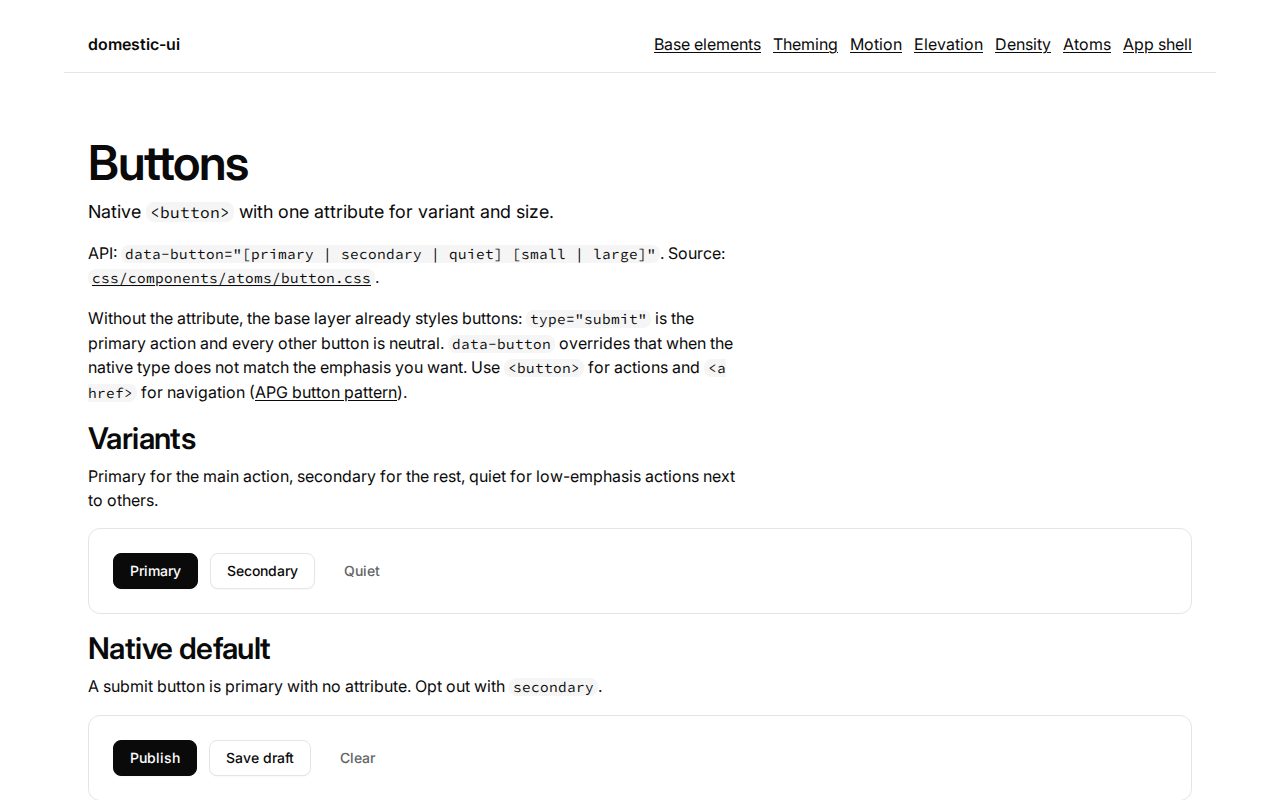 domestic-ui
Base elements Theming Motion Elevation Density Atoms App shell
Buttons
Native <button> with one attribute for variant and size.
API: data-button="[primary | secondary | quiet] [small | large]". Source:
css/components/atoms/button.css.
Without the attribute, the base layer already styles buttons: type="submit" is the
primary action and every other button is neutral. data-button overrides that when the
native type does not match the emphasis you want. Use <button> for actions and <a
href> for navigation (APG button pattern).
Variants
Primary for the main action, secondary for the rest, quiet for low-emphasis actions next
to others.
Primary Secondary Quiet
Native default
A submit button is primary with no attribute. Opt out with secondary.
Publish Save draft Clear